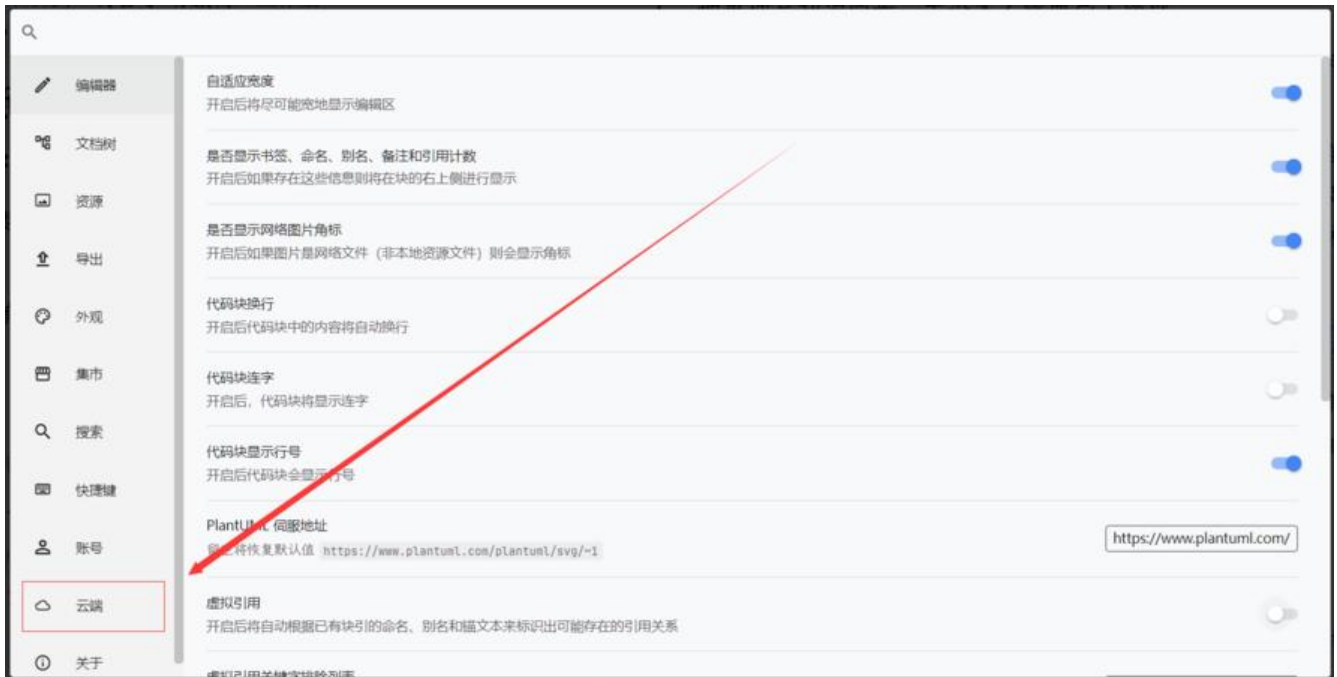 编辑器
文档树
资源
导出
外观
集市
搜索
快捷键
账号
云端
关于
自适应宽度
开启后将尽可能宽地显示编辑区
是否显示书签、命名、别名、备注和引用计数
开启后如果存在这些信息则将在块的右上侧进行显示
是否显示网络图片角标
开启后如果图片是网络文件（非本地资源文件）则会显示角标
代码块换行
开启后代码块中的内容将自动换行
代码块连字
开启后，代码块将显示连字
代码块显示行号
开启后代码块会显示行号
PlantUML 伺服地址
将恢复默认值 https://www.plantuml.com/plantuml/svg/~1
https://www.plantuml.com/
虚拟引用
开启后将自动根据已有块引的命名、别名和锚文本来标识出可能存在的引用关系
虚拟引用关键字排除列表